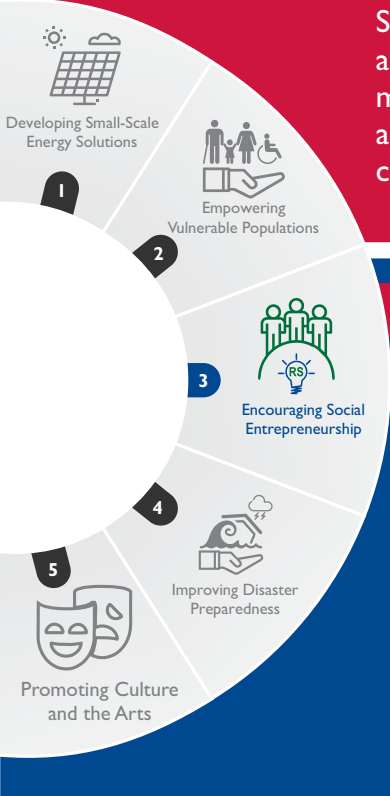 Developing Small-Scale
Energy Solutions
1
Empowering
Vulnerable Populations
2
RS
3
Encouraging Social
Entrepreneurship
4
Improving Disaster
Preparedness
5
Promoting Culture
and the Arts